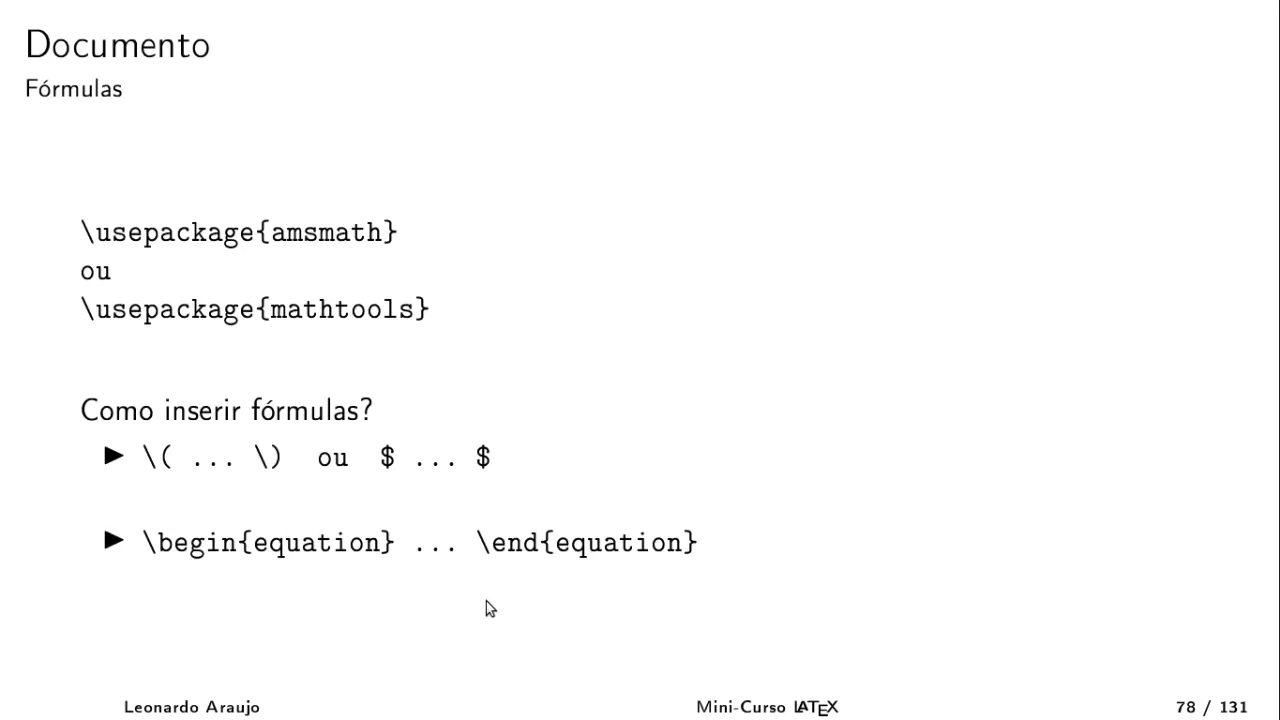 Documento
Fórmulas
\usepackage{amsmath}
ou
\usepackage{mathtools}
Como inserir fórmulas?
▶ \( ... \) ou $ ... $
▶ \begin{equation} ... \end{equation}
Leonardo Araujo Mini-Curso LATEX 78 / 131